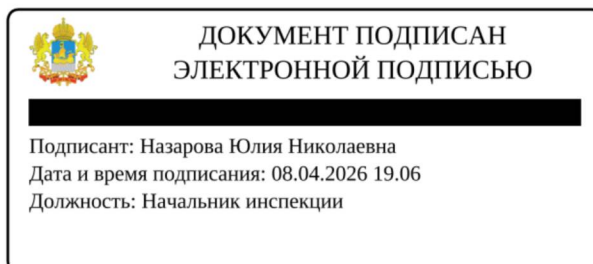 ДОКУМЕНТ ПОДПИСАН
ЭЛЕКТРОННОЙ ПОДПИСЬЮ
Подписант: Назарова Юлия Николаевна
Дата и время подписания: 08.04.2026 19.06
Должность: Начальник инспекции